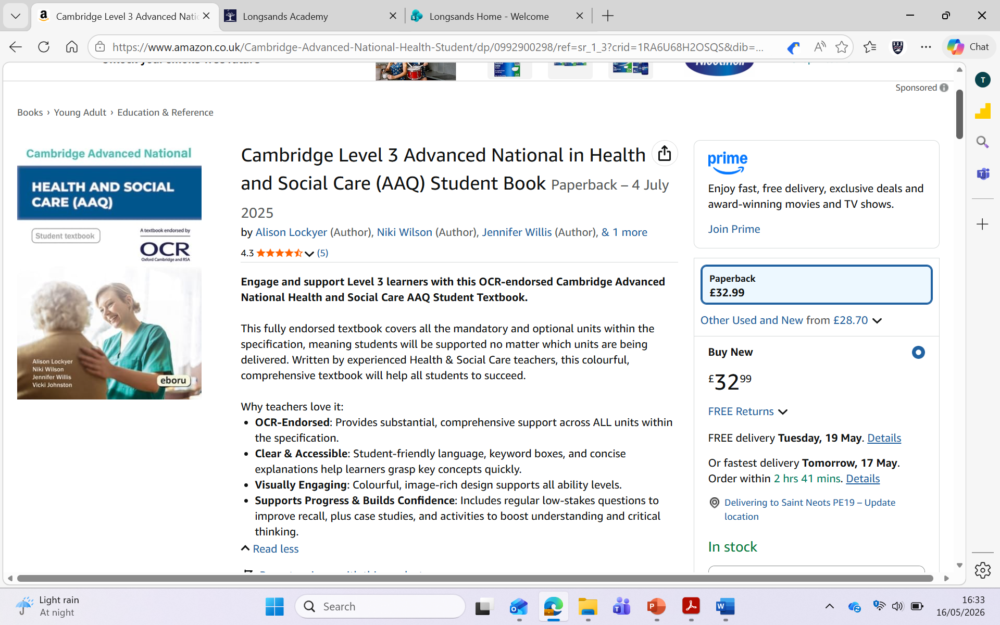 Cambridge Level 3 Advanced Natic
Longsands Academy
Longsands Home - Welcome
https://www.amazon.co.uk/Cambridge-Advanced-National-Health-Student/dp/0992900298/ref=sr_1_3?crid=1RA6U68H2OSQS&dib=...
Chat
Sponsored
T
Books › Young Adult › Education & Reference
Cambridge Advanced National
HEALTH AND SOCIAL
CARE (AAQ)
Student textbook
A textbook endorsed by
OCR
Oxford Cambridge and RSA
Alison Lockyer
Niki Wilson
Jennifer Willis
Vicki Johnston
eboru
Cambridge Level 3 Advanced National in Health
and Social Care (AAQ) Student Book Paperback – 4 July
2025
by Alison Lockyer (Author), Niki Wilson (Author), Jennifer Willis (Author), & 1 more
4.3 (5)
Engage and support Level 3 learners with this OCR-endorsed Cambridge Advanced
National Health and Social Care AAQ Student Textbook.
This fully endorsed textbook covers all the mandatory and optional units within the
specification, meaning students will be supported no matter which units are being
delivered. Written by experienced Health & Social Care teachers, this colourful,
comprehensive textbook will help all students to succeed.
Why teachers love it:
• OCR-Endorsed: Provides substantial, comprehensive support across ALL units within
the specification.
• Clear & Accessible: Student-friendly language, keyword boxes, and concise
explanations help learners grasp key concepts quickly.
• Visually Engaging: Colourful, image-rich design supports all ability levels.
• Supports Progress & Builds Confidence: Includes regular low-stakes questions to
improve recall, plus case studies, and activities to boost understanding and critical
thinking.
Read less
prime
Enjoy fast, free delivery, exclusive deals and
award-winning movies and TV shows.
Join Prime
Paperback
£32.99
Other Used and New from £28.70
Buy New
£32.99
FREE Returns
FREE delivery Tuesday, 19 May. Details
Or fastest delivery Tomorrow, 17 May.
Order within 2 hrs 41 mins. Details
Delivering to Saint Neots PE19 – Update
location
In stock
Light rain
At night
Search
16:33
16/05/2026